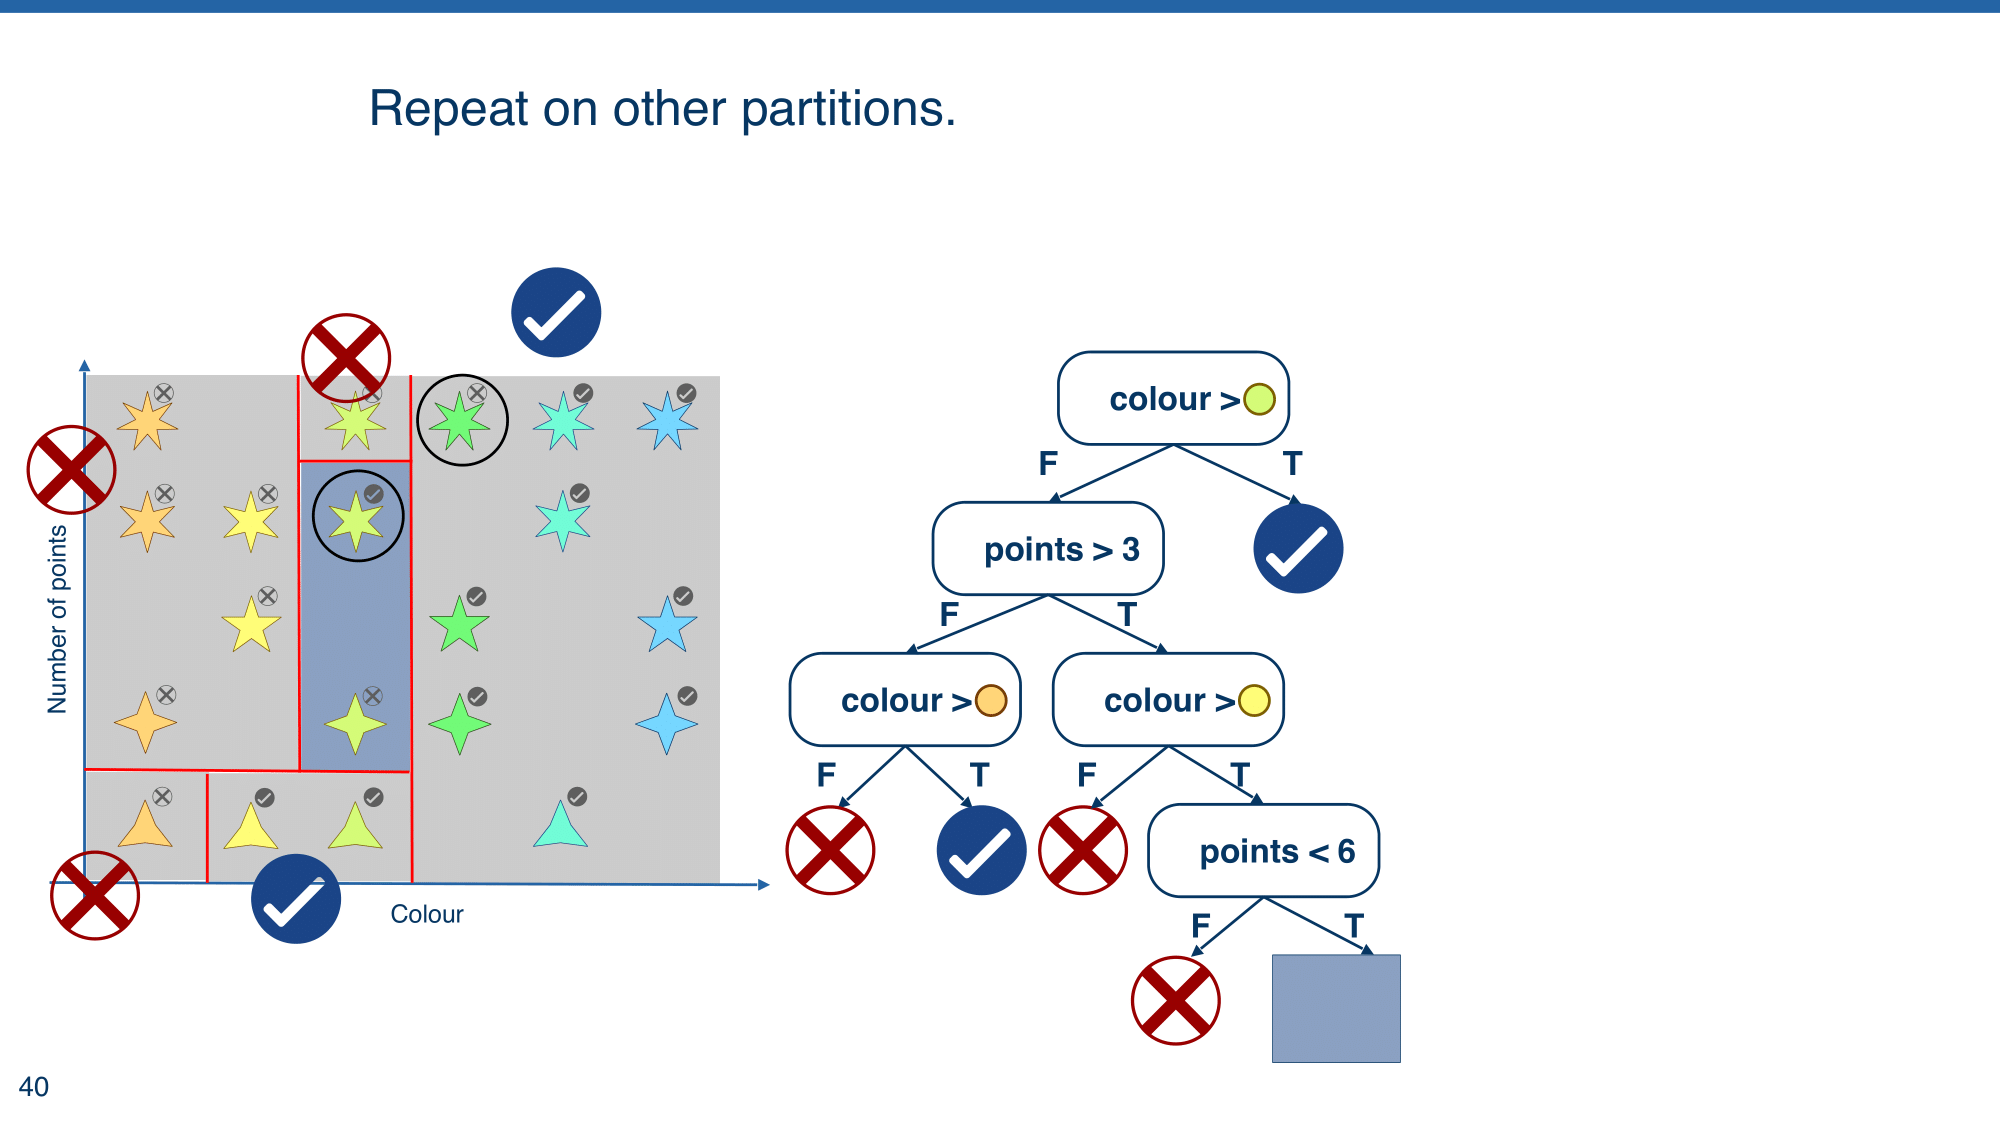 Repeat on other partitions.
Number of points
Colour
colour >
F
T
points > 3
F
T
colour >
colour >
F
T
F
T
points < 6
F
T
40